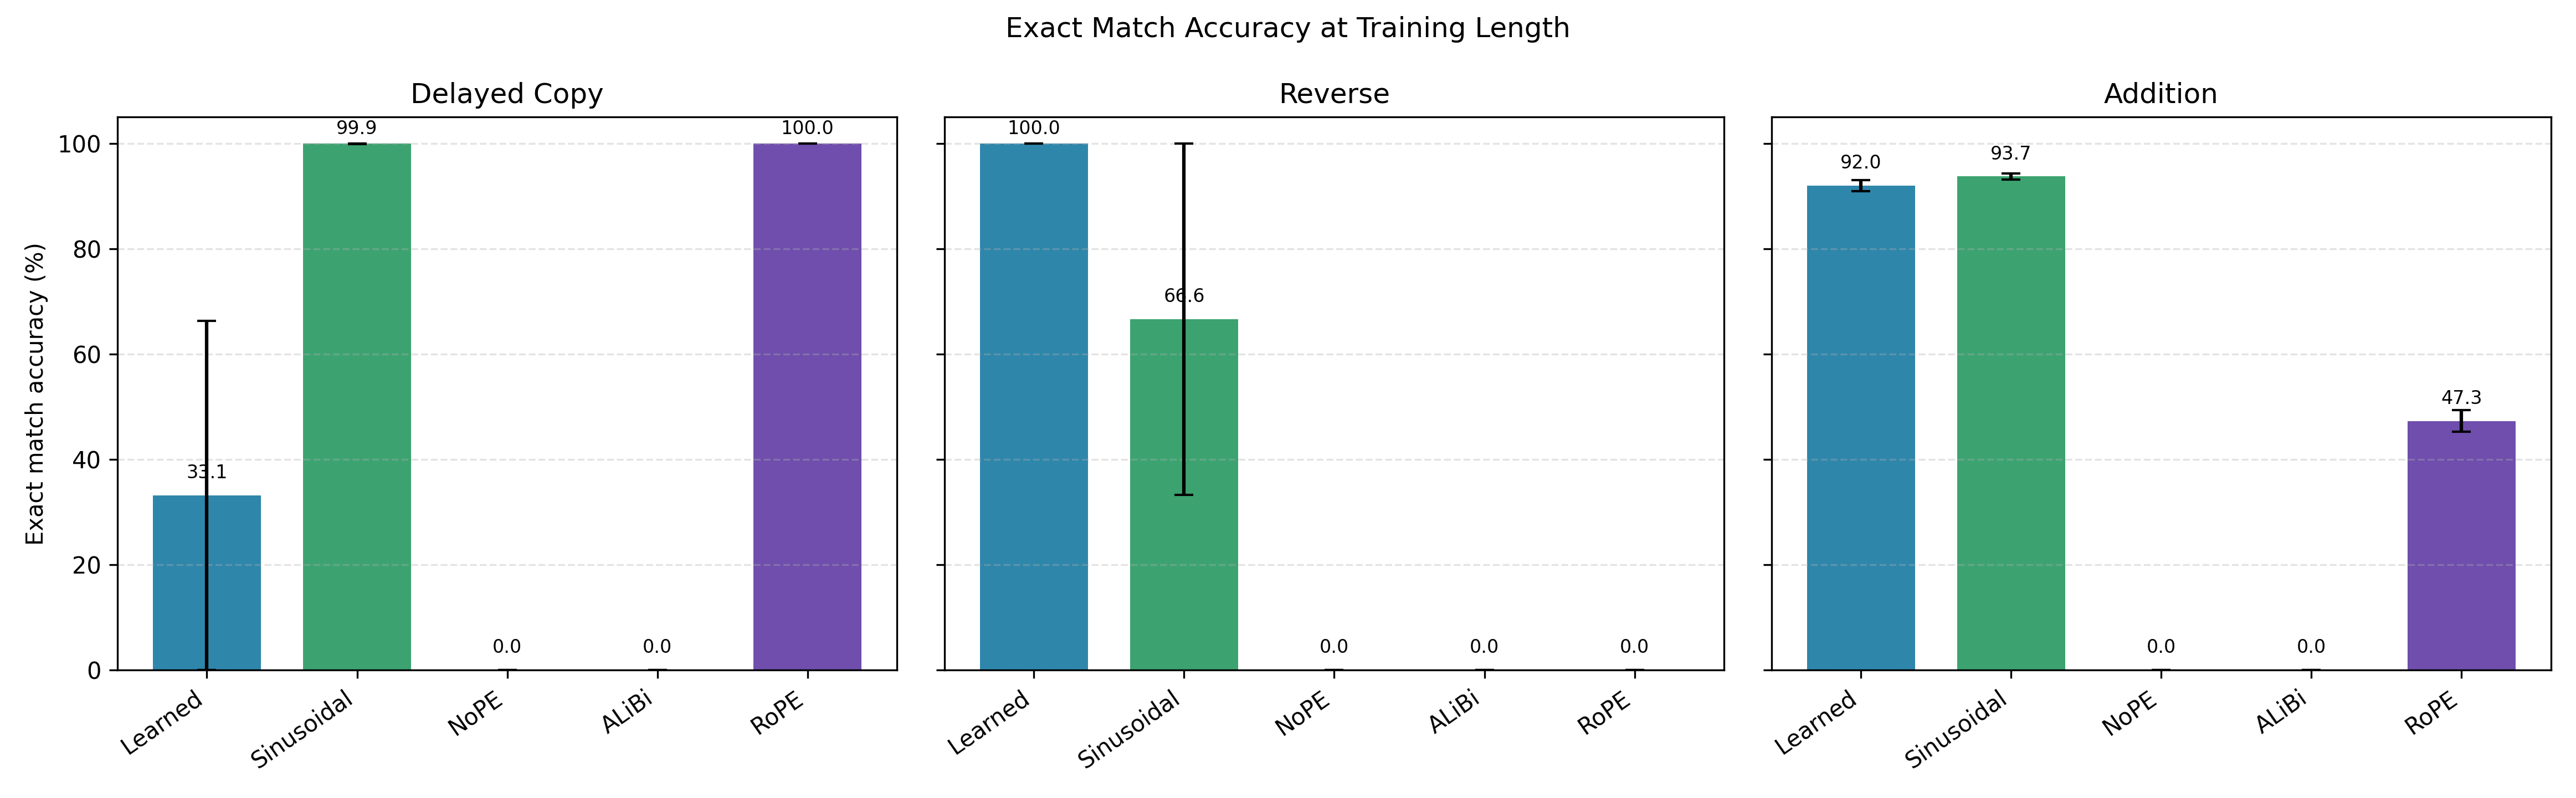 Exact Match Accuracy at Training Length
Delayed Copy
Exact match accuracy (%)
100
80
60
40
20
0
33.1
99.9
0.0
0.0
100.0
Learned
Sinusoidal
NoPE
ALiBi
RoPE
Reverse
100.0
66.6
0.0
0.0
0.0
Learned
Sinusoidal
NoPE
ALiBi
RoPE
Addition
92.0
93.7
0.0
0.0
47.3
Learned
Sinusoidal
NoPE
ALiBi
RoPE